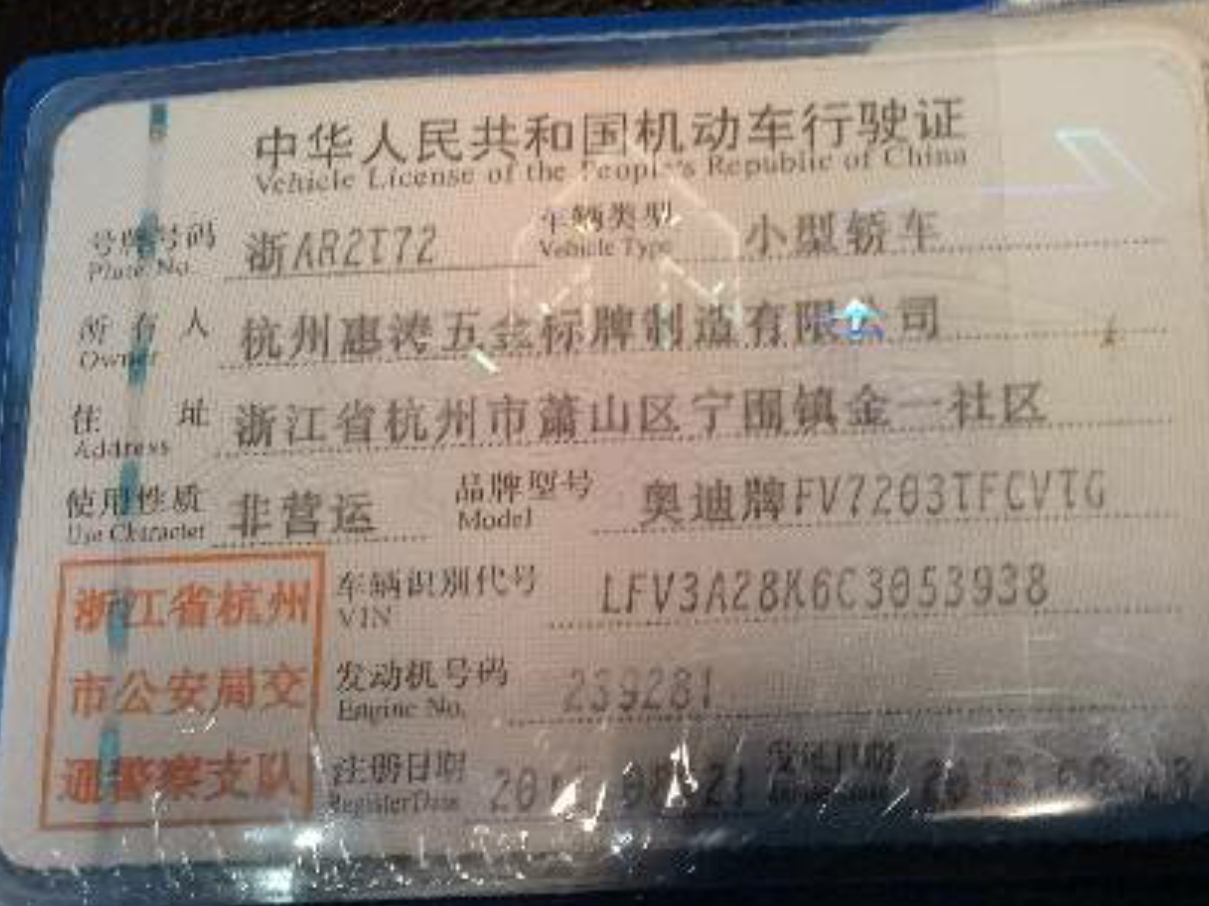 中华人民共和国机动车行驶证
Vehicle License of the People's Republic of China
号牌号码 浙AR2T72 车辆类型 小型轿车
Plate No. Vehicle Type
所有人 杭州惠涛五金标牌制造有限公司
Owner
住址 浙江省杭州市萧山区宁围镇金一社区
Address
使用性质 非营运 品牌型号 奥迪牌FV7203TFCVTG
Use Character Model
浙江省杭州
市公安局交
通警察支队
车辆识别代号 LFV3A28K6C3053938
VIN
发动机号码 239281
Engine No.
注册日期 发证日期
Register Date